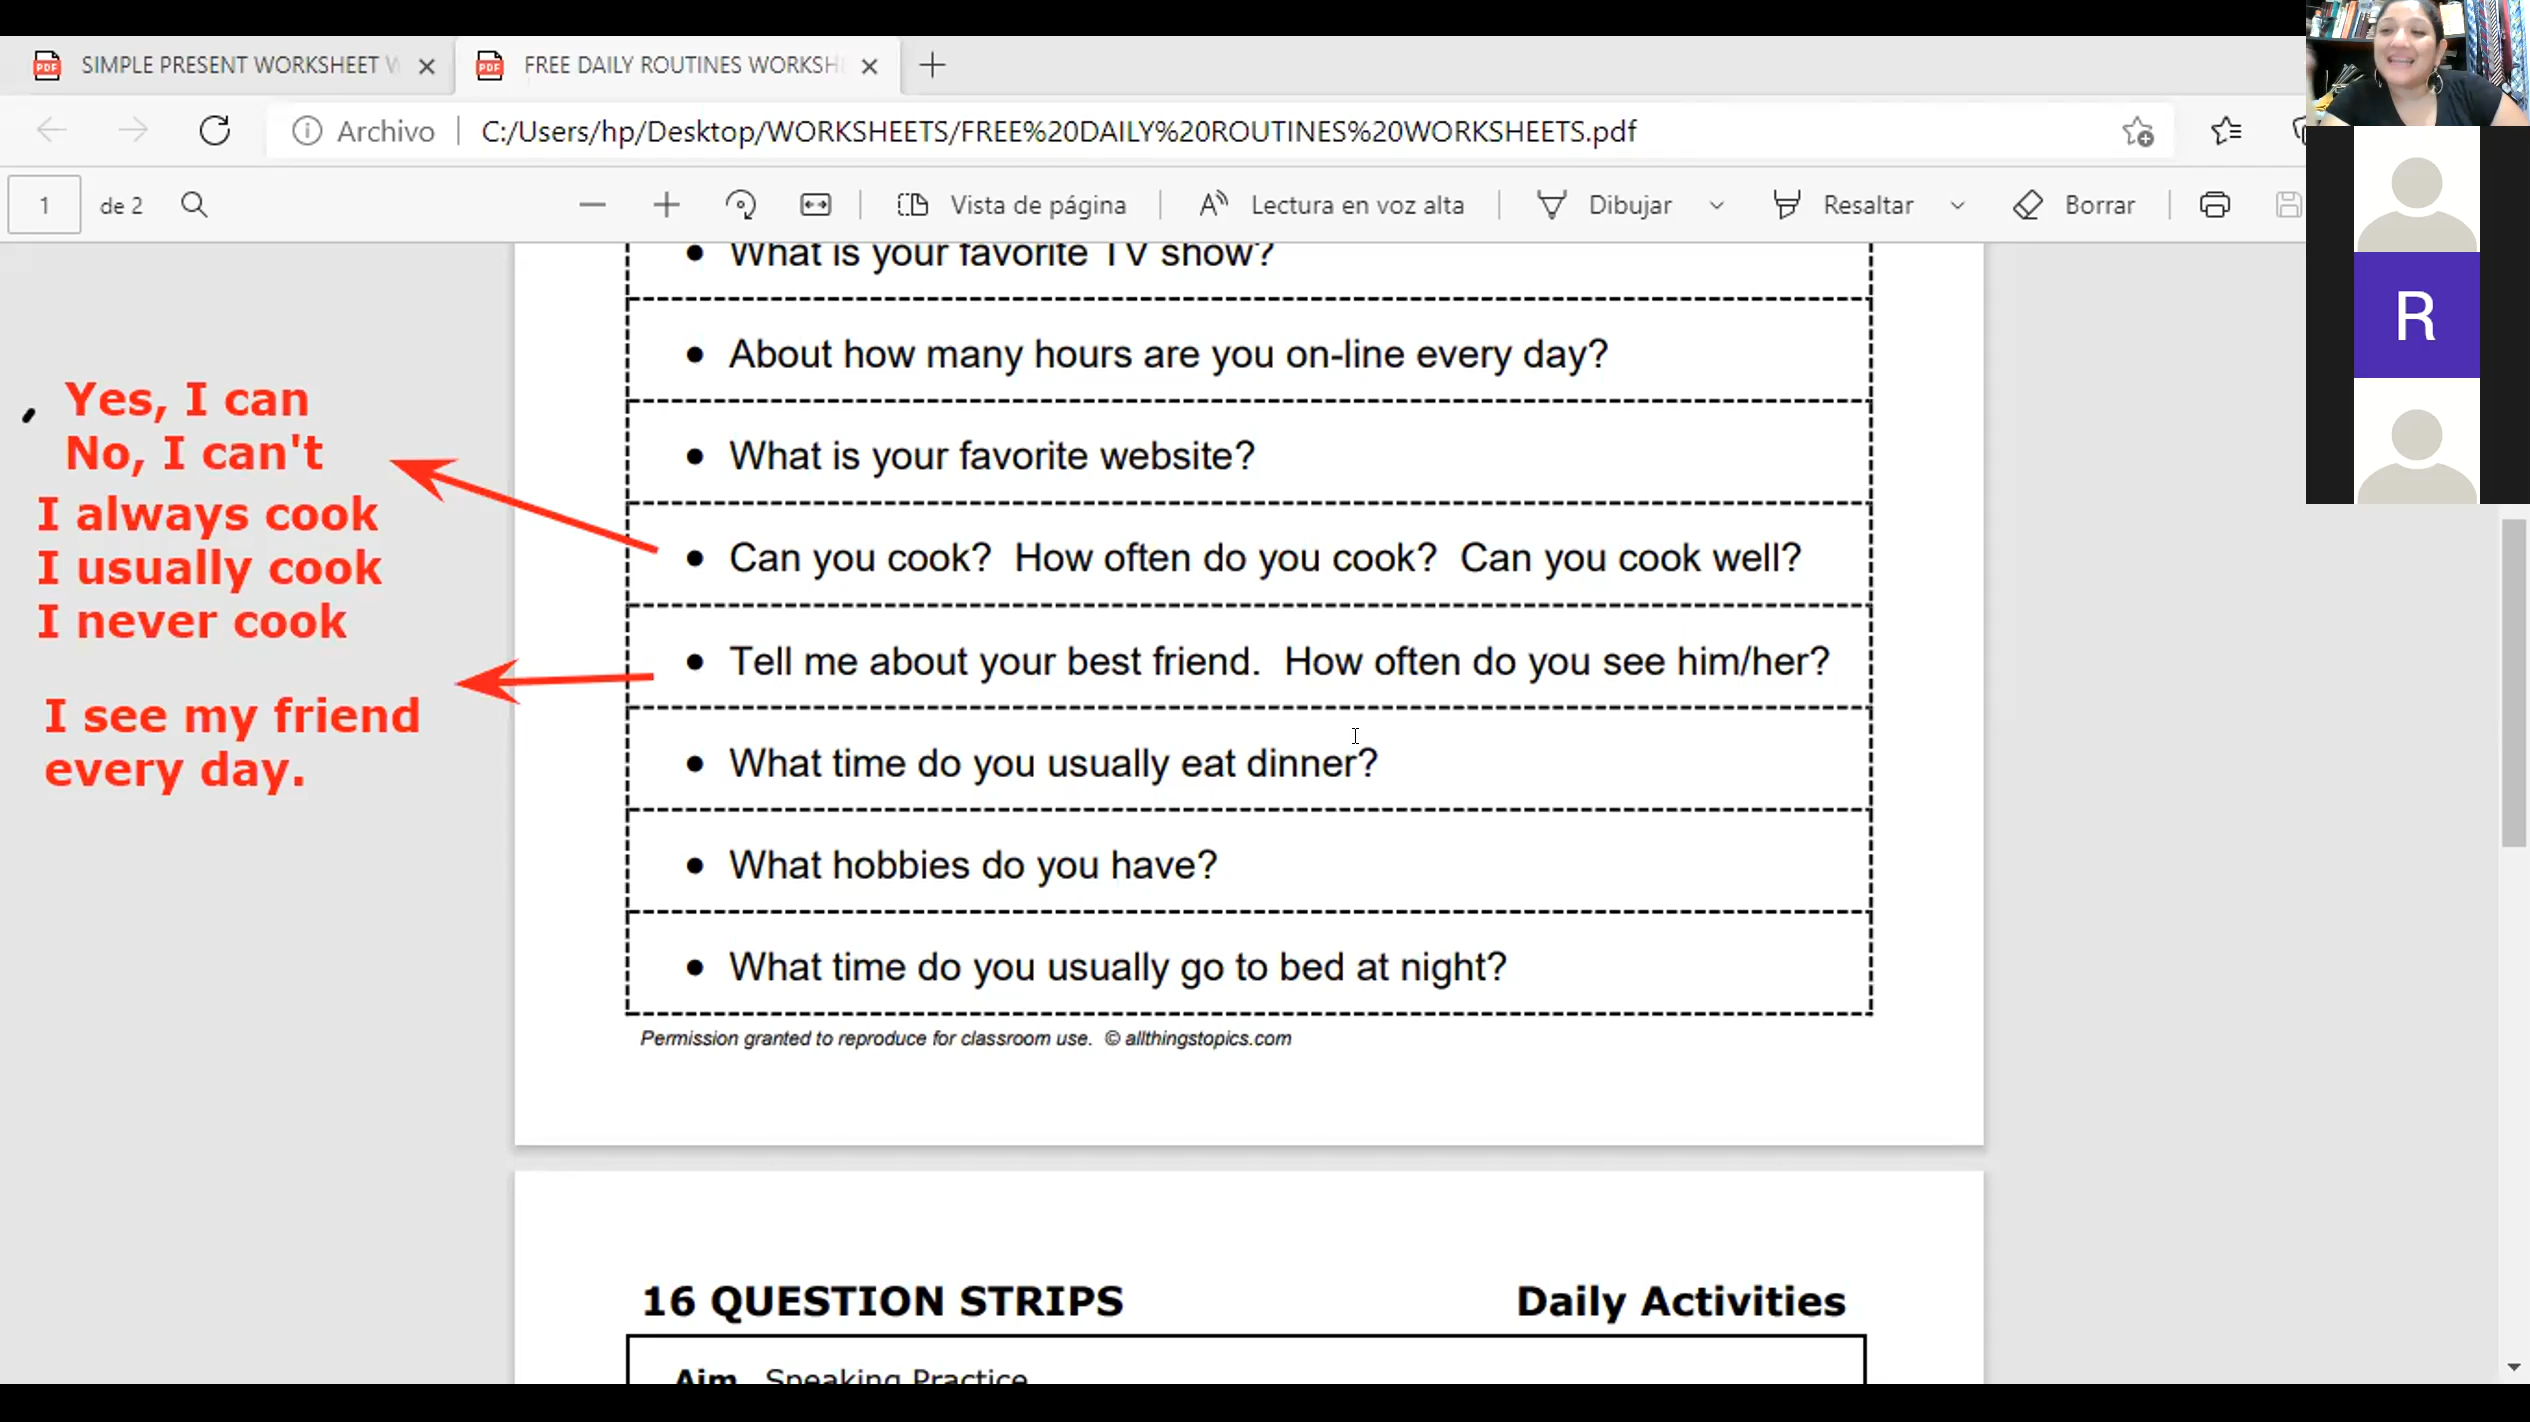 SIMPLE PRESENT WORKSHEET
FREE DAILY ROUTINES WORKSH
Archivo
C:/Users/hp/Desktop/WORKSHEETS/FREE%20DAILY%20ROUTINES%20WORKSHEETS.pdf
1 de 2
Vista de página
Lectura en voz alta
Dibujar
Resaltar
Borrar
R
• What is your favorite TV show?
• About how many hours are you on-line every day?
• What is your favorite website?
• Can you cook? How often do you cook? Can you cook well?
• Tell me about your best friend. How often do you see him/her?
• What time do you usually eat dinner?
• What hobbies do you have?
• What time do you usually go to bed at night?
Permission granted to reproduce for classroom use. © allthingstopics.com
, Yes, I can
No, I can't
I always cook
I usually cook
I never cook
I see my friend
every day.
16 QUESTION STRIPS Daily Activities
Aim Speaking Practice